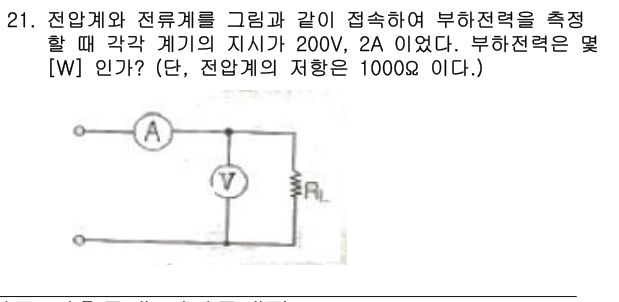 21. 전압계와 전류계를 그림과 같이 접속하여 부하전력을 측정
할 때 각각 계기의 지시가 200V, 2A 이었다. 부하전력은 몇
[W] 인가? (단, 전압계의 저항은 1000Ω 이다.)
A
V
RL